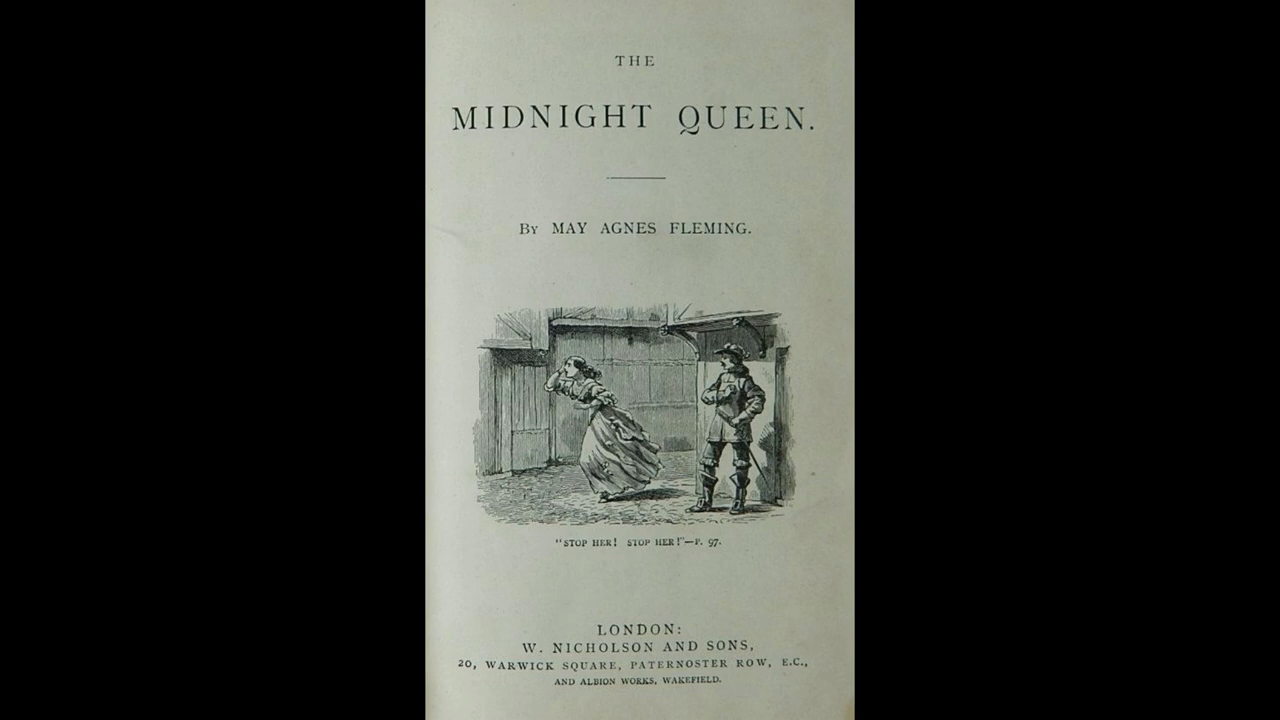 THE
MIDNIGHT QUEEN.
By MAY AGNES FLEMING.
"STOP HER! STOP HER!"—P. 97.
LONDON:
W. NICHOLSON AND SONS,
20, WARWICK SQUARE, PATERNOSTER ROW, E.C.,
AND ALBION WORKS, WAKEFIELD.